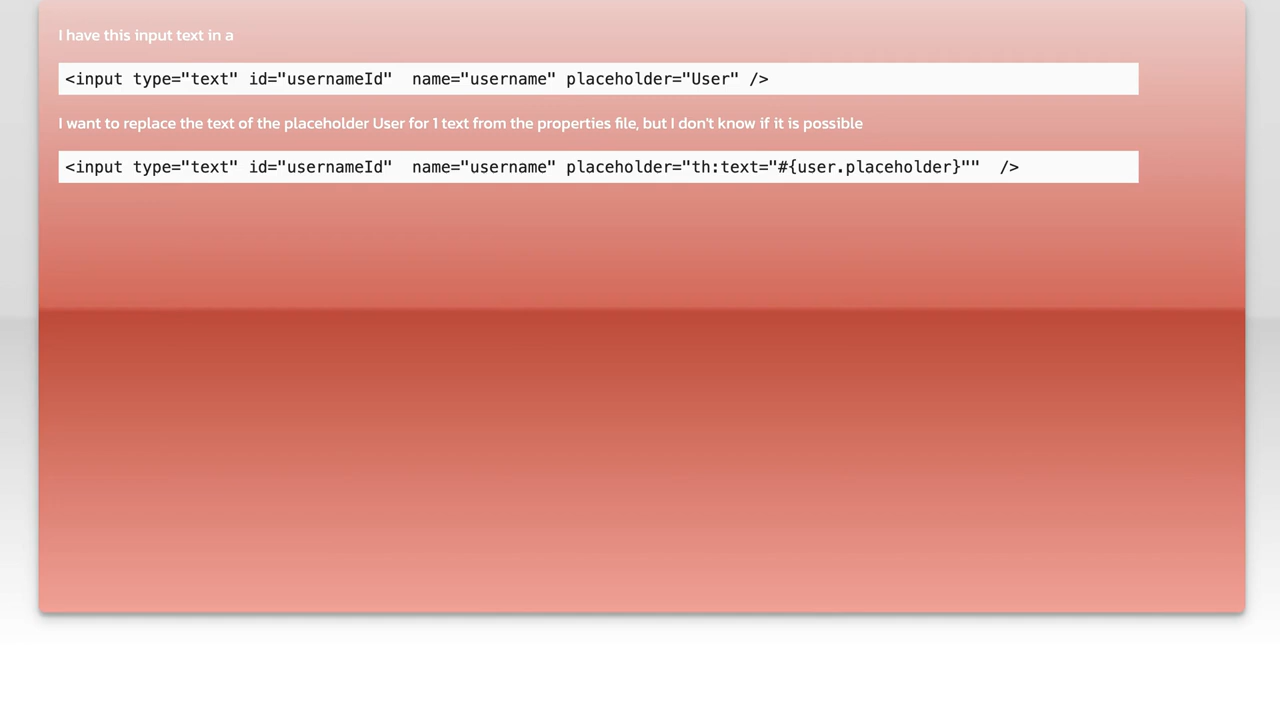 I have this input text in a
<input type="text" id="usernameId"  name="username" placeholder="User" />
I want to replace the text of the placeholder User for 1 text from the properties file, but I don't know if it is possible
<input type="text" id="usernameId"  name="username" placeholder="th:text="#{user.placeholder}""  />